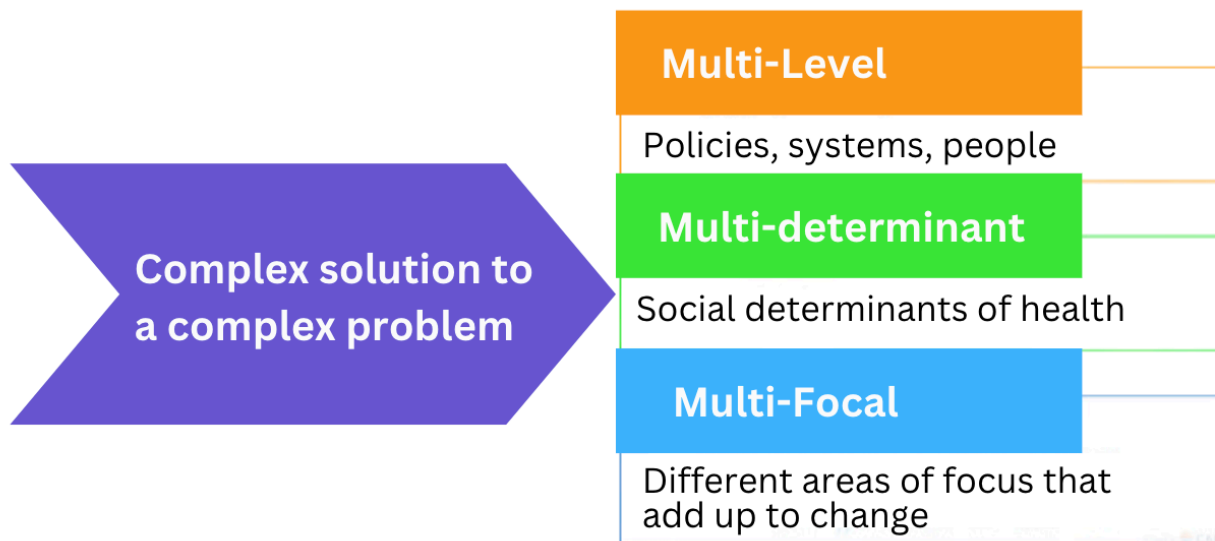 Complex solution to
a complex problem
Multi-Level
Policies, systems, people
Multi-determinant
Social determinants of health
Multi-Focal
Different areas of focus that
add up to change